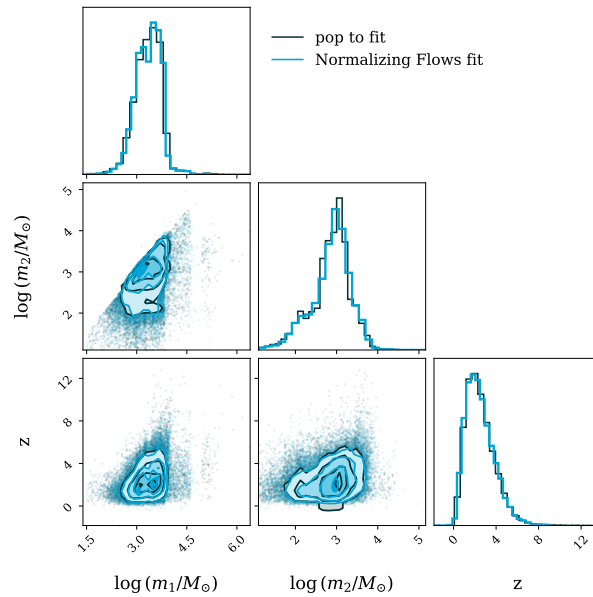 pop to fit
Normalizing Flows fit
log (m₂/M⊙)
5
4
3
2
z
12
8
4
0
1.5 3.0 4.5 6.0
2 3 4 5
0 4 8 12
log (m₁/M⊙)
log (m₂/M⊙)
z